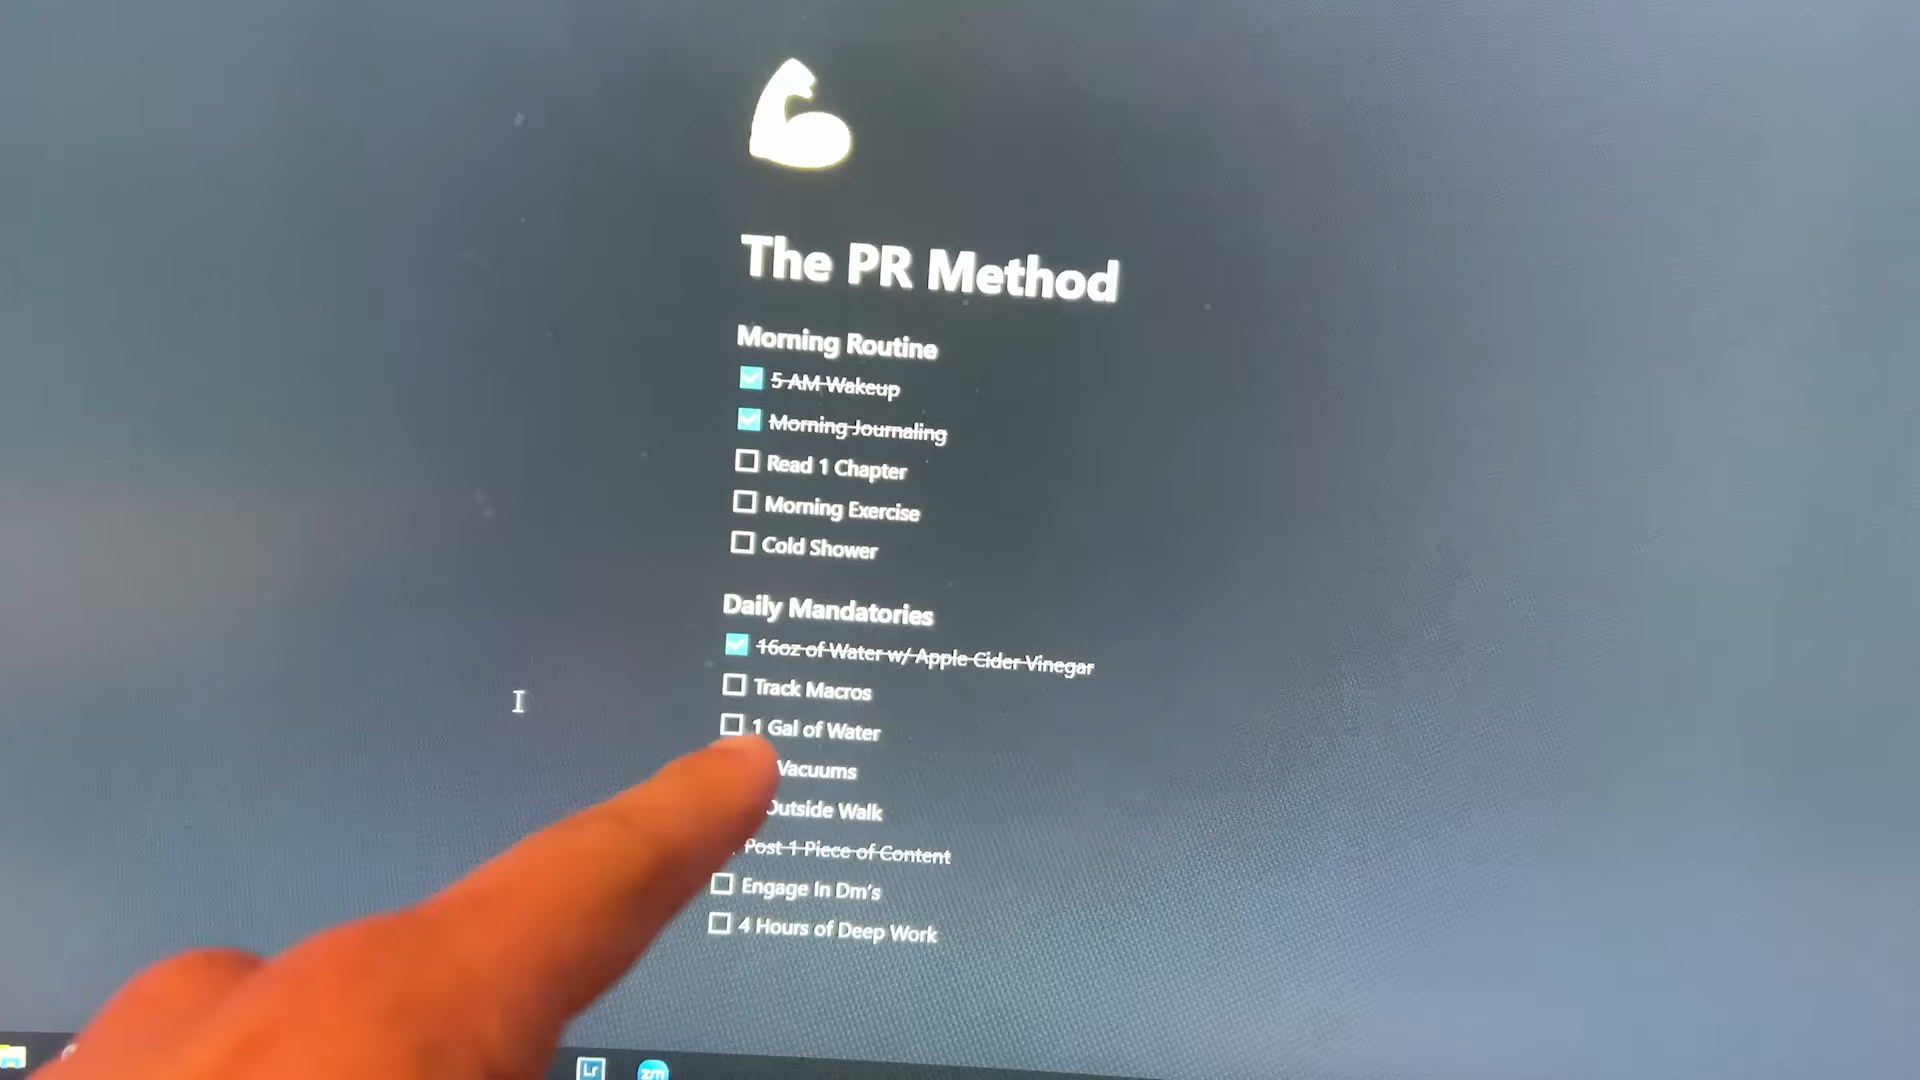 The PR Method
Morning Routine
5 AM Wakeup
Morning Journaling
Read 1 Chapter
Morning Exercise
Cold Shower
Daily Mandatories
16oz of Water w/ Apple Cider Vinegar
Track Macros
1 Gal of Water
Vacuums
Outside Walk
Post 1 Piece of Content
Engage In Dm's
4 Hours of Deep Work
Lr
zm